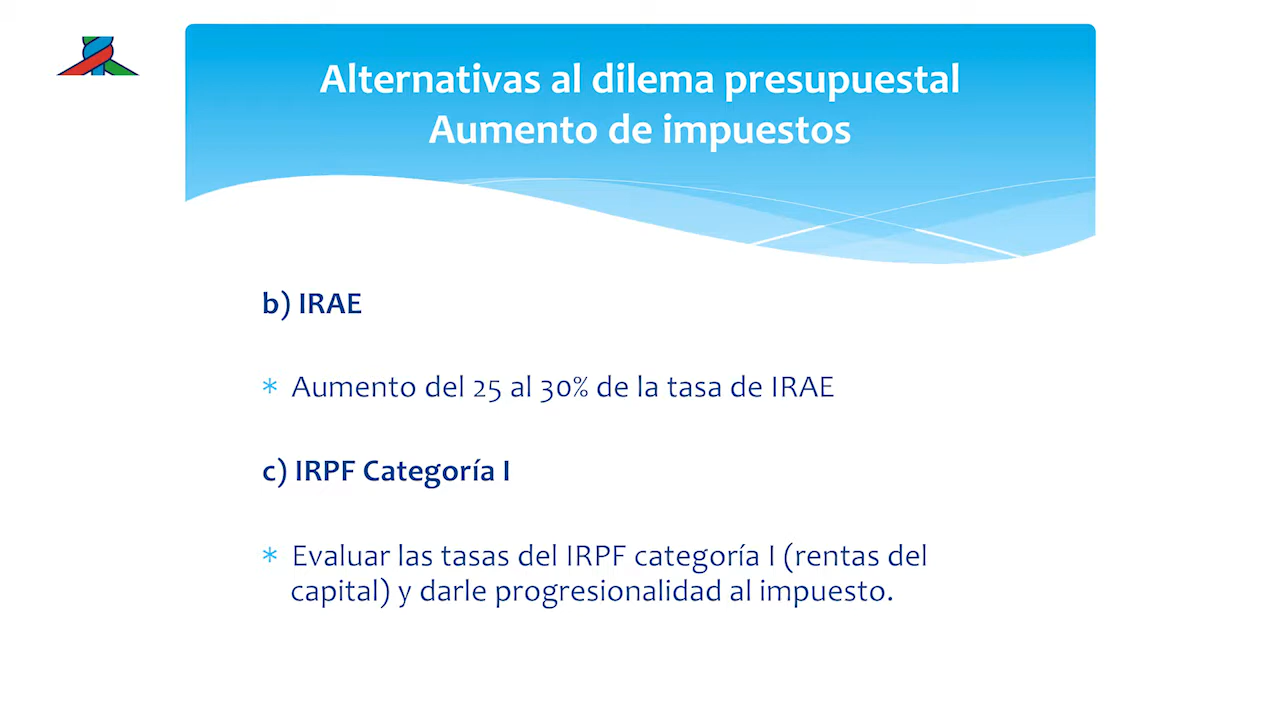 Alternativas al dilema presupuestal
Aumento de impuestos
b) IRAE
* Aumento del 25 al 30% de la tasa de IRAE
c) IRPF Categoría I
* Evaluar las tasas del IRPF categoría I (rentas del
capital) y darle progresionalidad al impuesto.